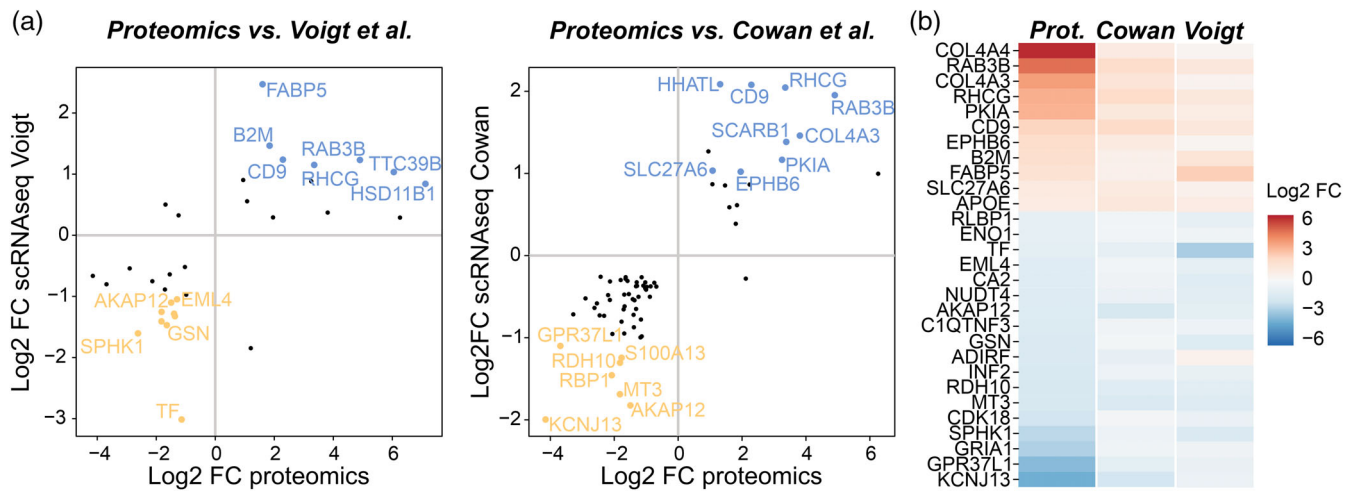 (a)
Proteomics vs. Voigt et al.
Log2 FC scRNAseq Voigt
2
1
0
−1
−2
−3
FABP5
B2M
RAB3B
CD9
TTC39B
RHCG
HSD11B1
AKAP12
EML4
GSN
SPHK1
TF
−4
−2
0
2
4
6
Log2 FC proteomics
Proteomics vs. Cowan et al.
Log2FC scRNAseq Cowan
2
1
0
−1
−2
HHATL
RHCG
CD9
RAB3B
SCARB1
COL4A3
SLC27A6
PKIA
EPHB6
GPR37L1
S100A13
RDH10
RBP1
MT3
AKAP12
KCNJ13
−4
−2
0
2
4
6
Log2 FC proteomics
(b)
Prot.
Cowan
Voigt
COL4A4
RAB3B
COL4A3
RHCG
PKIA
CD9
EPHB6
B2M
FABP5
SLC27A6
APOE
RLBP1
ENO1
TF
EML4
CA2
NUDT4
AKAP12
C1QTNF3
GSN
ADIRF
INF2
RDH10
MT3
CDK18
SPHK1
GRIA1
GPR37L1
KCNJ13
Log2 FC
6
3
0
−3
−6